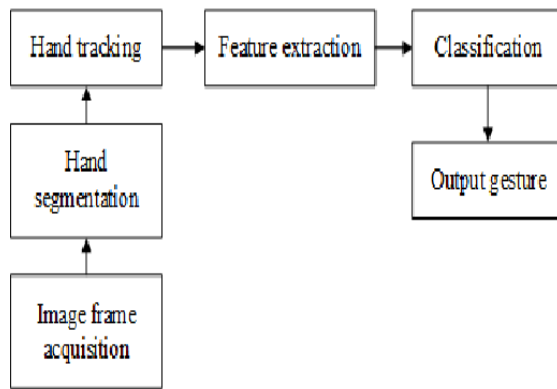 Hand tracking
Feature extraction
Classification
Hand
segmentation
Output gesture
Image frame
acquisition